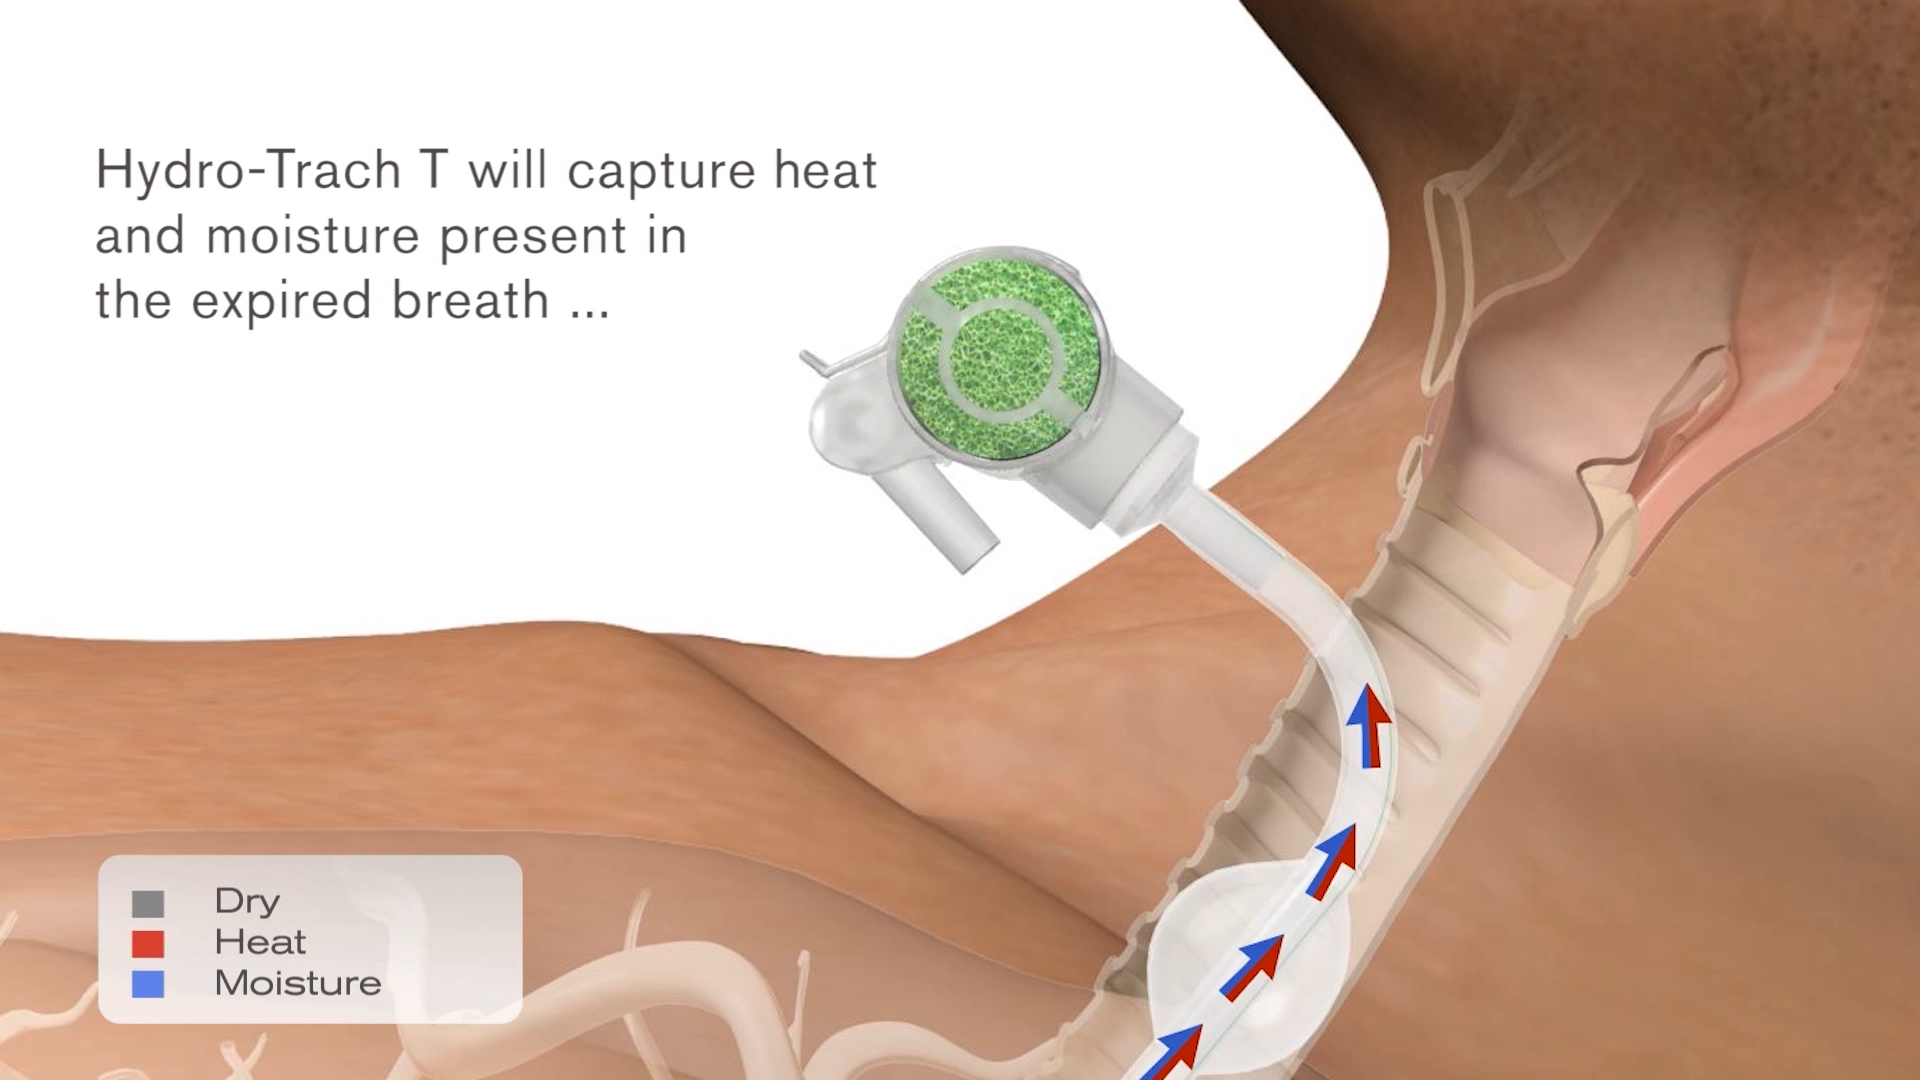 Hydro-Trach T will capture heat
and moisture present in
the expired breath ...
Dry
Heat
Moisture